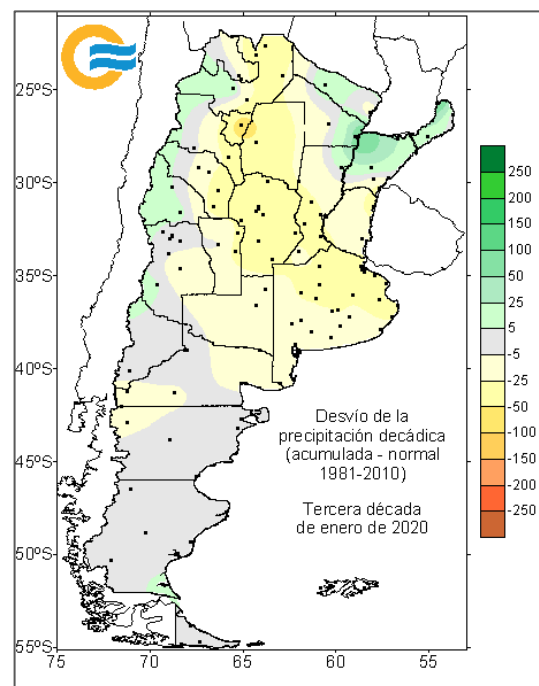 25ºS
30ºS
35ºS
40ºS
45ºS
50ºS
55ºS
75
70
65
60
55
Desvío de la
precipitación decádica
(acumulada - normal
1981-2010)
Tercera década
de enero de 2020
250
200
150
100
50
25
5
-5
-25
-50
-100
-150
-200
-250